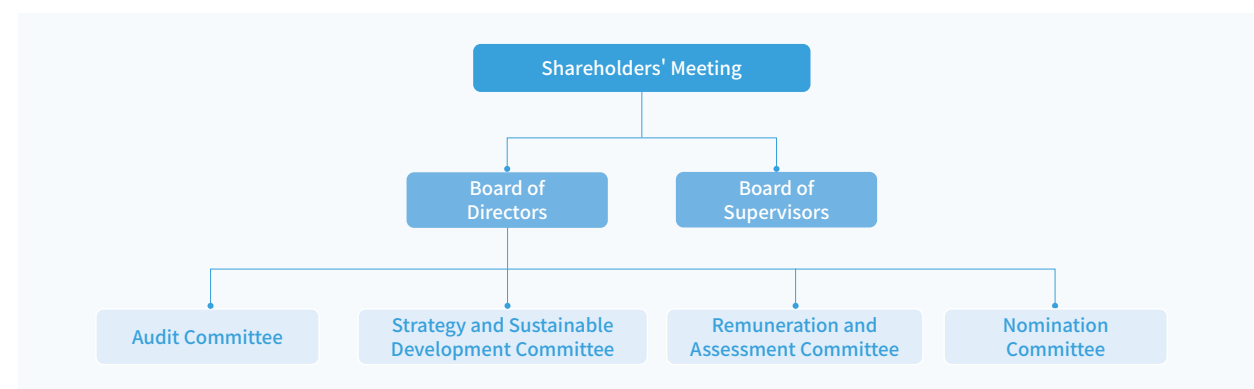 Shareholders' Meeting
Board of
Directors
Board of
Supervisors
Audit Committee
Strategy and Sustainable
Development Committee
Remuneration and
Assessment Committee
Nomination
Committee